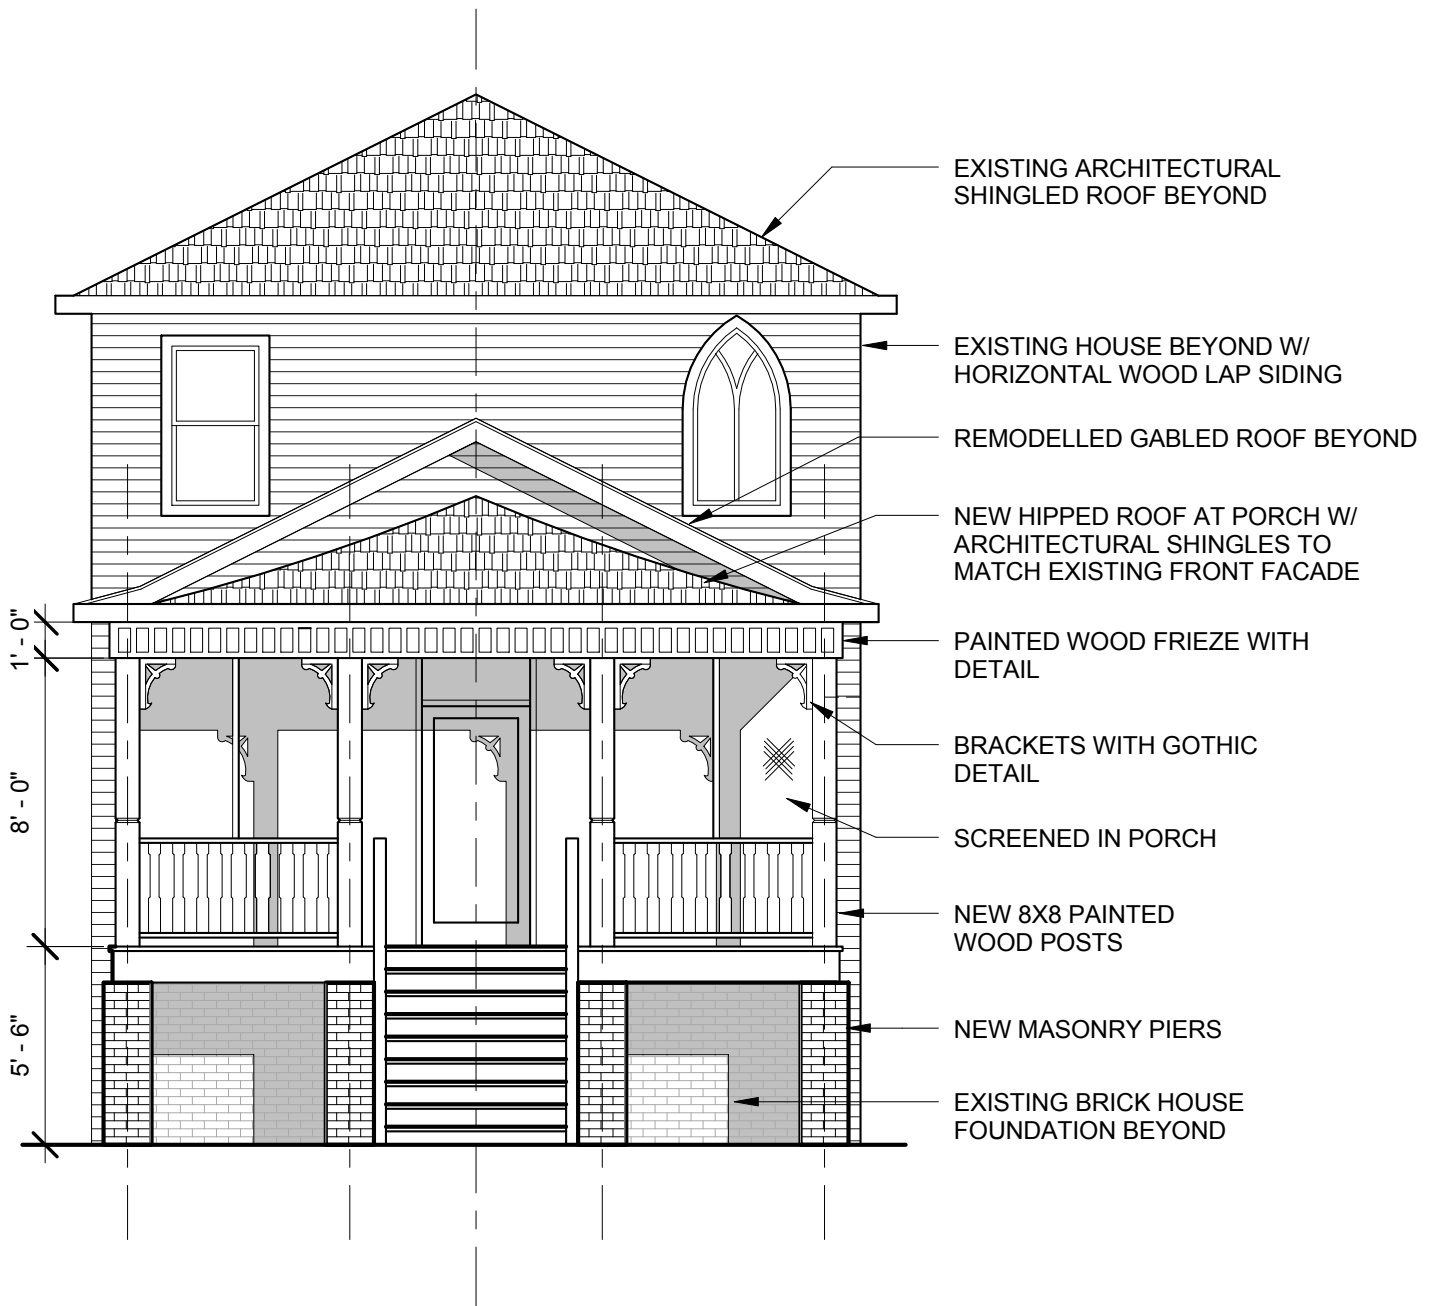 EXISTING ARCHITECTURAL
SHINGLED ROOF BEYOND
EXISTING HOUSE BEYOND W/
HORIZONTAL WOOD LAP SIDING
REMODELLED GABLED ROOF BEYOND
NEW HIPPED ROOF AT PORCH W/
ARCHITECTURAL SHINGLES TO
MATCH EXISTING FRONT FACADE
PAINTED WOOD FRIEZE WITH
DETAIL
BRACKETS WITH GOTHIC
DETAIL
SCREENED IN PORCH
NEW 8X8 PAINTED
WOOD POSTS
NEW MASONRY PIERS
EXISTING BRICK HOUSE
FOUNDATION BEYOND
1' - 0"
8' - 0"
5' - 6"